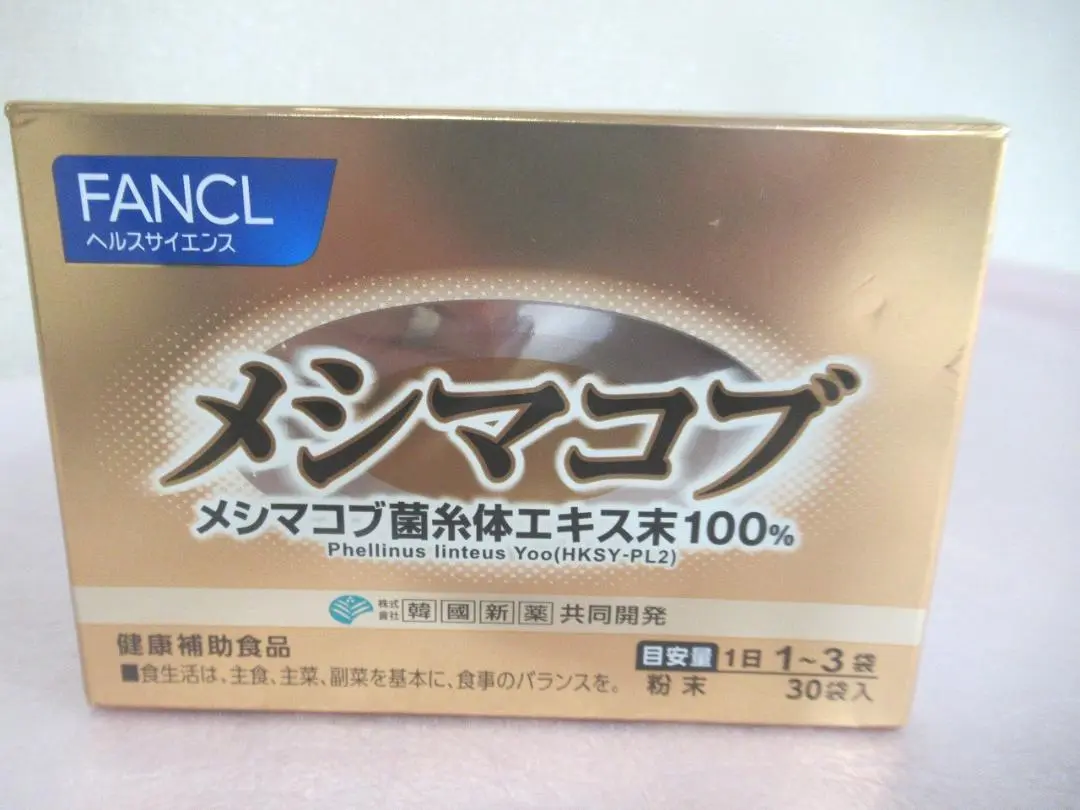 FANCL
ヘルスサイエンス
メシマコブ
メシマコブ菌糸体エキス末100%
Phellinus linteus Yoo(HKSY-PL2)
株式会社韓國新薬共同開発
健康補助食品
目安量 1日 1~3袋
■食生活は、主食、主菜、副菜を基本に、食事のバランスを。
粉末 30袋入